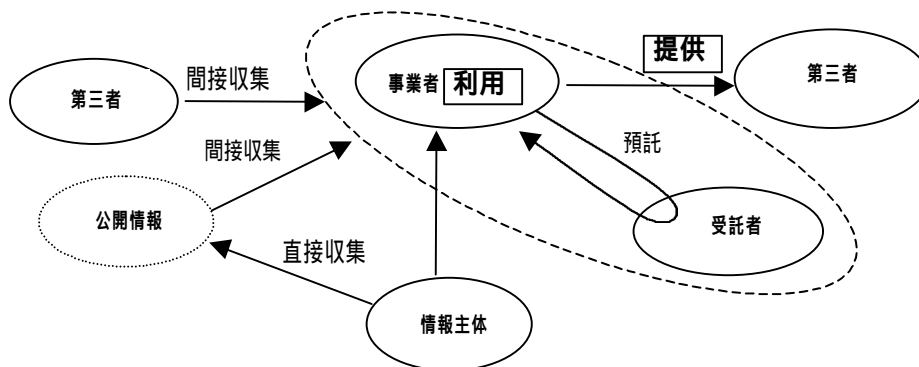 提供
第三者
間接収集
事業者
利用
第三者
間接収集
預託
公開情報
受託者
直接収集
情報主体